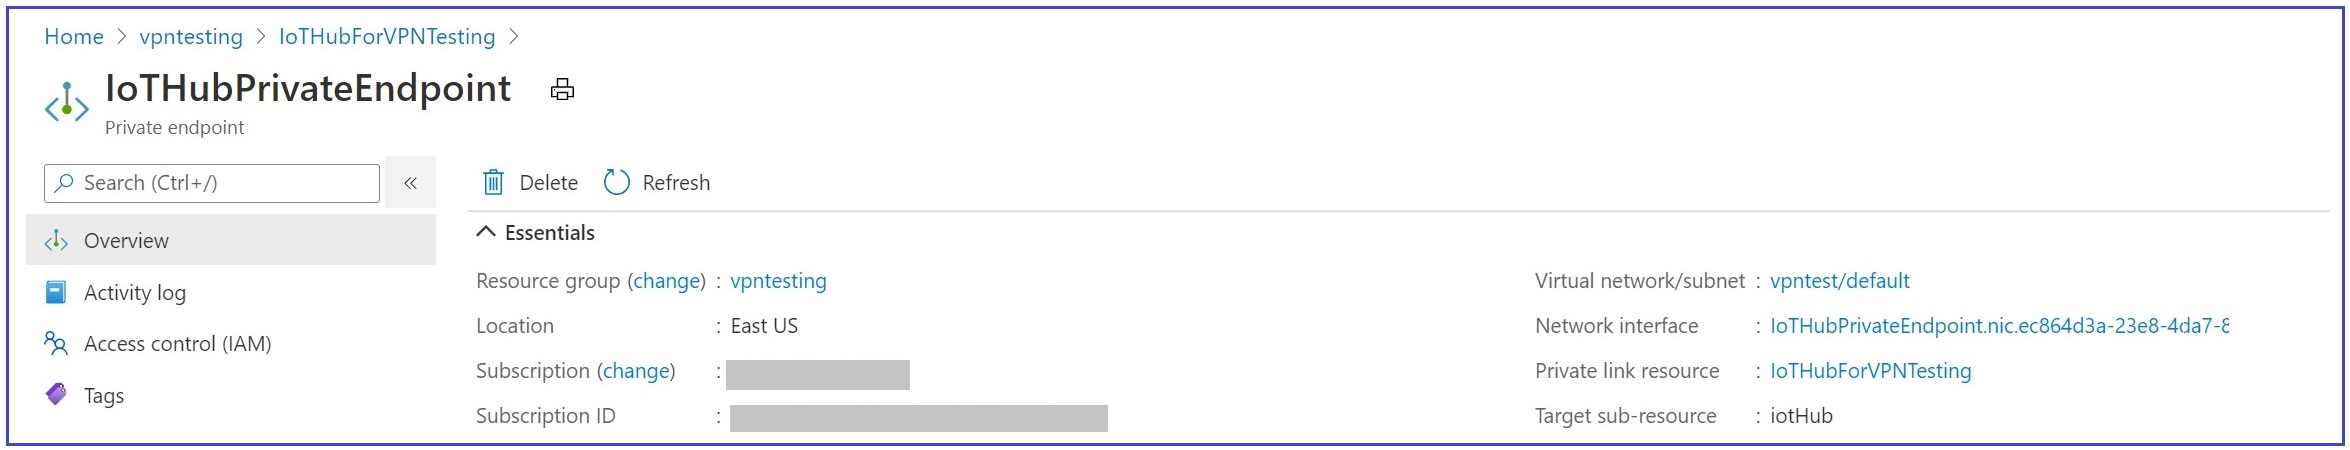 Home > vpntesting > IoTHubForVPNTesting >
IoTHubPrivateEndpoint
Private endpoint
Search (Ctrl+/)
«
Delete
Refresh
Overview
Activity log
Access control (IAM)
Tags
Essentials
Resource group (change) : vpntesting
Location : East US
Subscription (change) :
Subscription ID :
Virtual network/subnet : vpntest/default
Network interface : IoTHubPrivateEndpoint.nic.ec864d3a-23e8-4da7-8
Private link resource : IoTHubForVPNTesting
Target sub-resource : iotHub